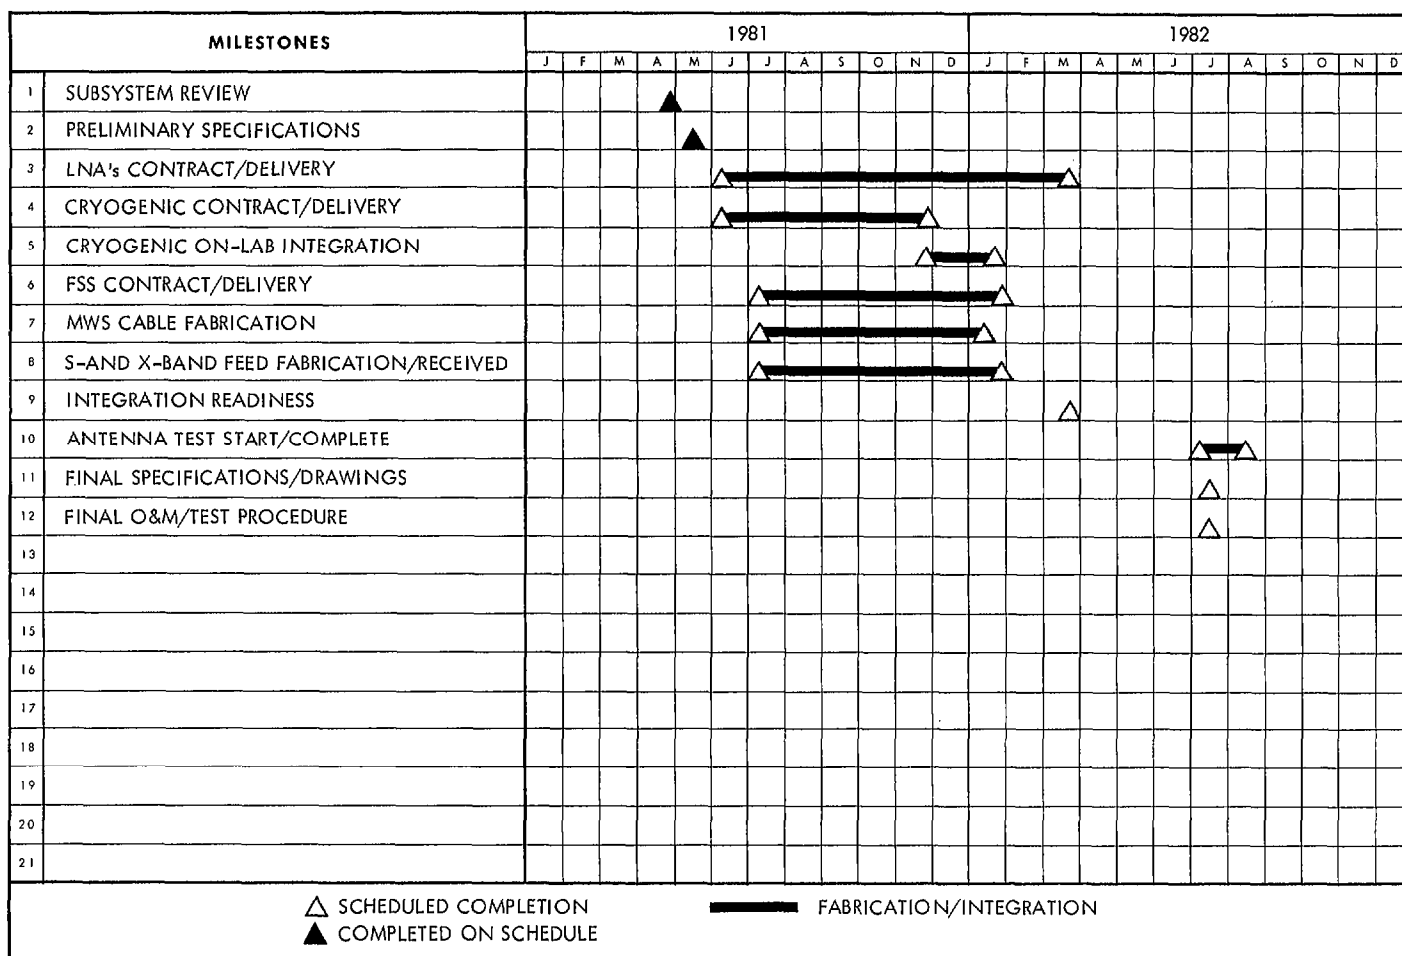 MILESTONES
1981
1982
J F M A M J J A S O N D J F M A M J J A S O N D
1 SUBSYSTEM REVIEW
2 PRELIMINARY SPECIFICATIONS
3 LNA's CONTRACT/DELIVERY
4 CRYOGENIC CONTRACT/DELIVERY
5 CRYOGENIC ON-LAB INTEGRATION
6 FSS CONTRACT/DELIVERY
7 MWS CABLE FABRICATION
8 S-AND X-BAND FEED FABRICATION/RECEIVED
9 INTEGRATION READINESS
10 ANTENNA TEST START/COMPLETE
11 FINAL SPECIFICATIONS/DRAWINGS
12 FINAL O&M/TEST PROCEDURE
13
14
15
16
17
18
19
20
21
SCHEDULED COMPLETION
FABRICATION/INTEGRATION
COMPLETED ON SCHEDULE